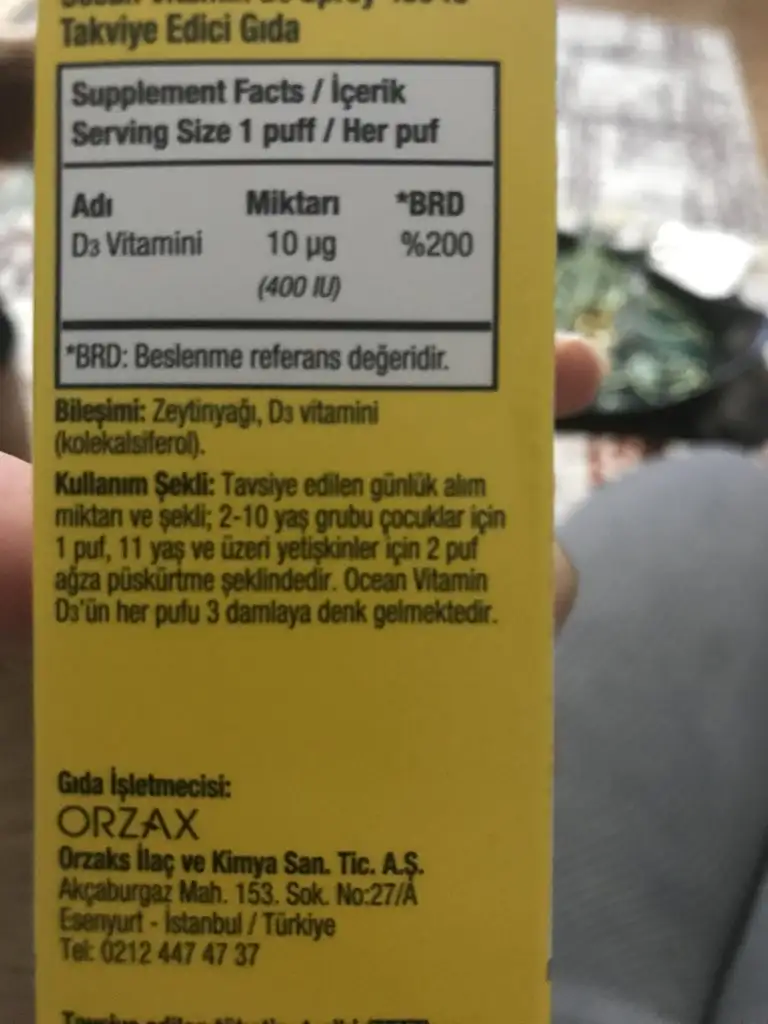 Takviye Edici Gıda
Supplement Facts / İçerik
Serving Size 1 puff / Her puf
Adı Miktarı *BRD
D3 Vitamini 10 µg %200
(400 IU)
*BRD: Beslenme referans değeridir.
Bileşimi: Zeytinyağı, D3 vitamini
(kolekalsiferol).
Kullanım Şekli: Tavsiye edilen günlük alım
miktarı ve şekli; 2-10 yaş grubu çocuklar için
1 puf, 11 yaş ve üzeri yetişkinler için 2 puf
ağza püskürtme şeklindedir. Ocean Vitamin
D3'ün her pufu 3 damlaya denk gelmektedir.
Gıda İşletmecisi:
ORZAX
Orzaks İlaç ve Kimya San. Tic. A.Ş.
Akçaburgaz Mah. 153. Sok. No:27/A
Esenyurt - İstanbul / Türkiye
Tel: 0212 447 47 37